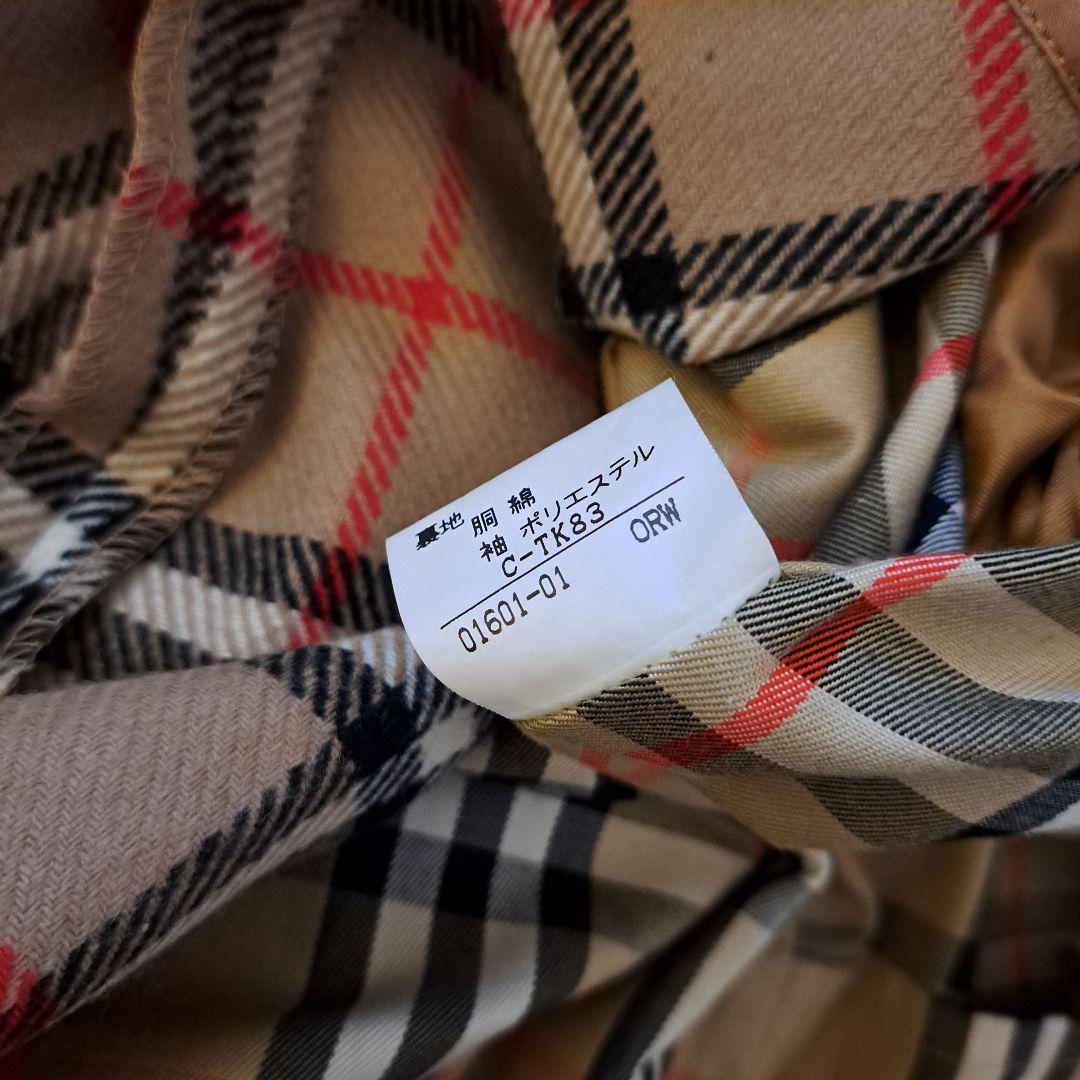 裏地 胴 綿
袖 ポリエステル
C-TK83
ORW
01601-01